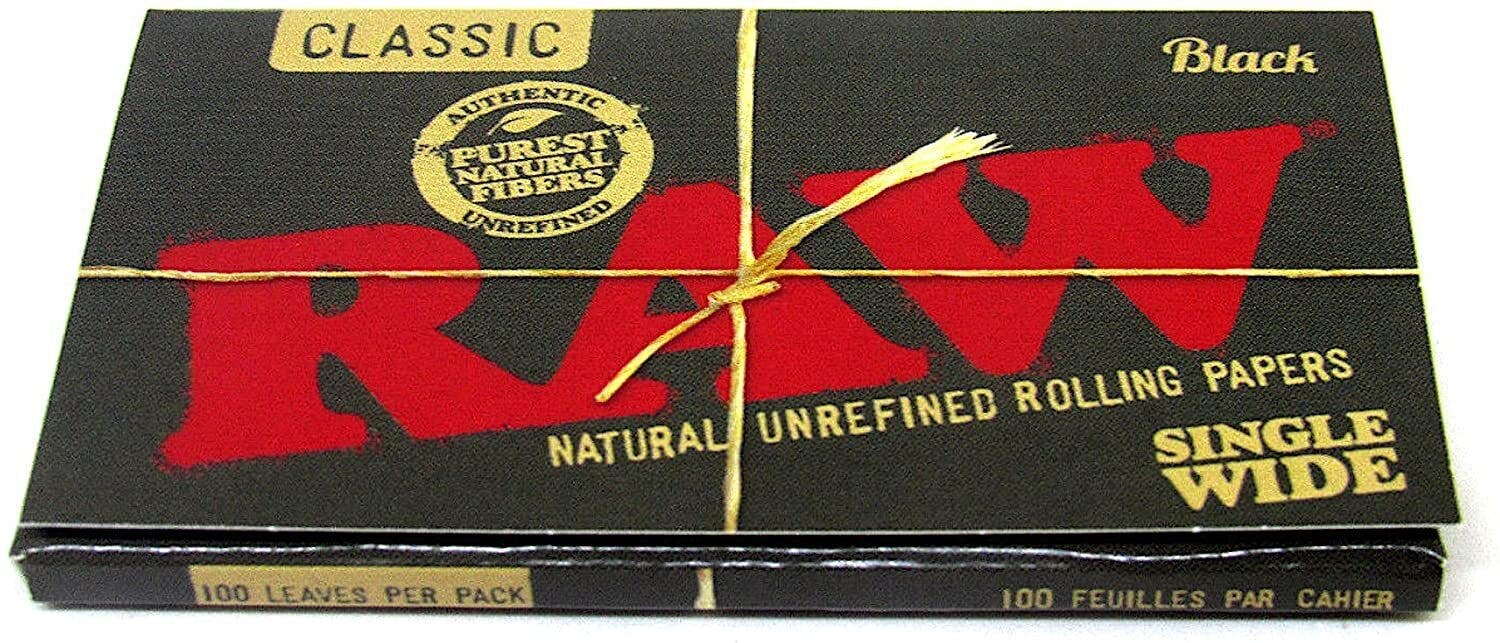 CLASSIC
Black
AUTHENTIC
PUREST
NATURAL
FIBERS
UNREFINED
RAW®
NATURAL UNREFINED ROLLING PAPERS
SINGLE
WIDE
100 LEAVES PER PACK
100 FEUILLES PAR CAHIER